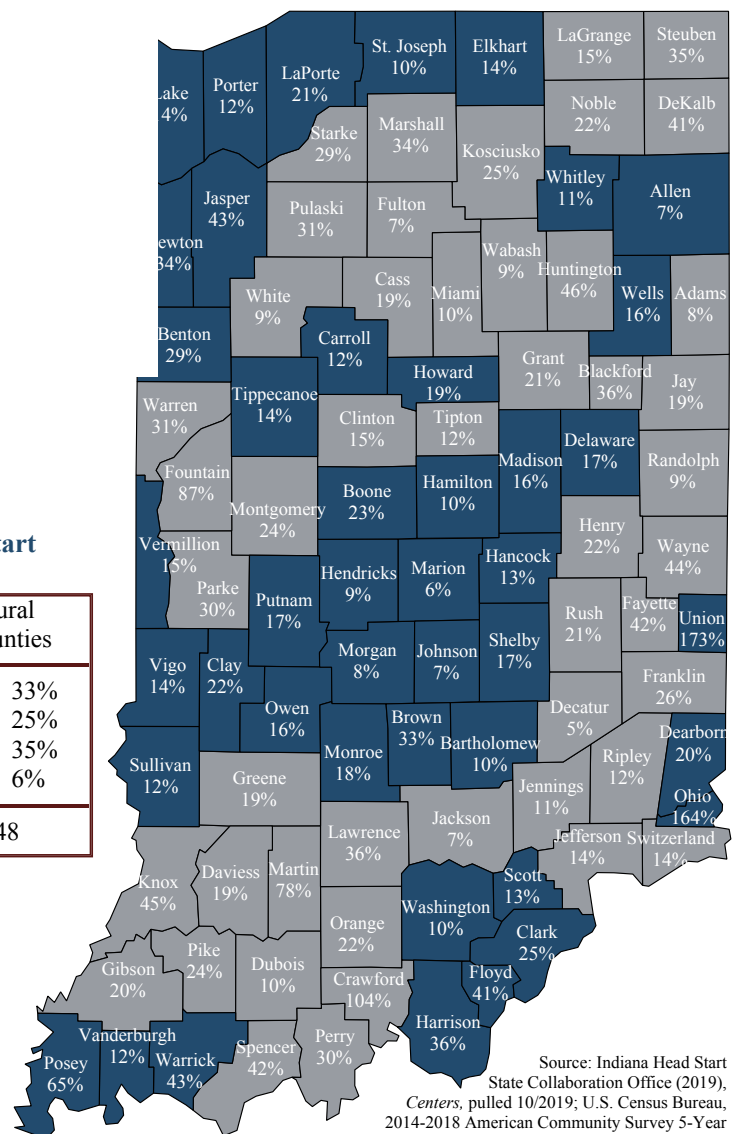 St. Joseph
10%
Elkhart
14%
LaGrange
15%
Steuben
35%
LaPorte
21%
Porter
12%
ake
4%
Noble
22%
DeKalb
41%
Starke
29%
Marshall
34%
Kosciusko
25%
Whitley
11%
Allen
7%
Jasper
43%
ewton
34%
Pulaski
31%
Fulton
7%
Wabash
9%
Huntington
46%
White
9%
Cass
19%
Miami
10%
Wells
16%
Adams
8%
Benton
29%
Carroll
12%
Howard
19%
Grant
21%
Blackford
36%
Jay
19%
Warren
31%
Tippecanoe
14%
Clinton
15%
Tipton
12%
Madison
16%
Delaware
17%
Randolph
9%
Fountain
87%
Montgomery
24%
Boone
23%
Hamilton
10%
Henry
22%
Wayne
44%
tart
Vermillion
15%
Parke
30%
Putnam
17%
Hendricks
9%
Marion
6%
Hancock
13%
Rush
21%
Fayette
42%
Union
173%
ural
unties
33%
25%
35%
6%
48
Vigo
14%
Clay
22%
Owen
16%
Morgan
8%
Johnson
7%
Shelby
17%
Franklin
26%
Decatur
5%
Sullivan
12%
Greene
19%
Monroe
18%
Brown
33%
Bartholomew
10%
Jennings
11%
Ripley
12%
Dearborn
20%
Ohio
164%
Knox
45%
Daviess
19%
Martin
78%
Lawrence
36%
Jackson
7%
Jefferson
14%
Switzerland
14%
Scott
13%
Washington
10%
Clark
25%
Orange
22%
Gibson
20%
Pike
24%
Dubois
10%
Crawford
104%
Floyd
41%
Harrison
36%
Posey
65%
Vanderburgh
12%
Warrick
43%
Spencer
42%
Perry
30%
Source: Indiana Head Start
State Collaboration Office (2019),
Centers, pulled 10/2019; U.S. Census Bureau,
2014-2018 American Community Survey 5-Year